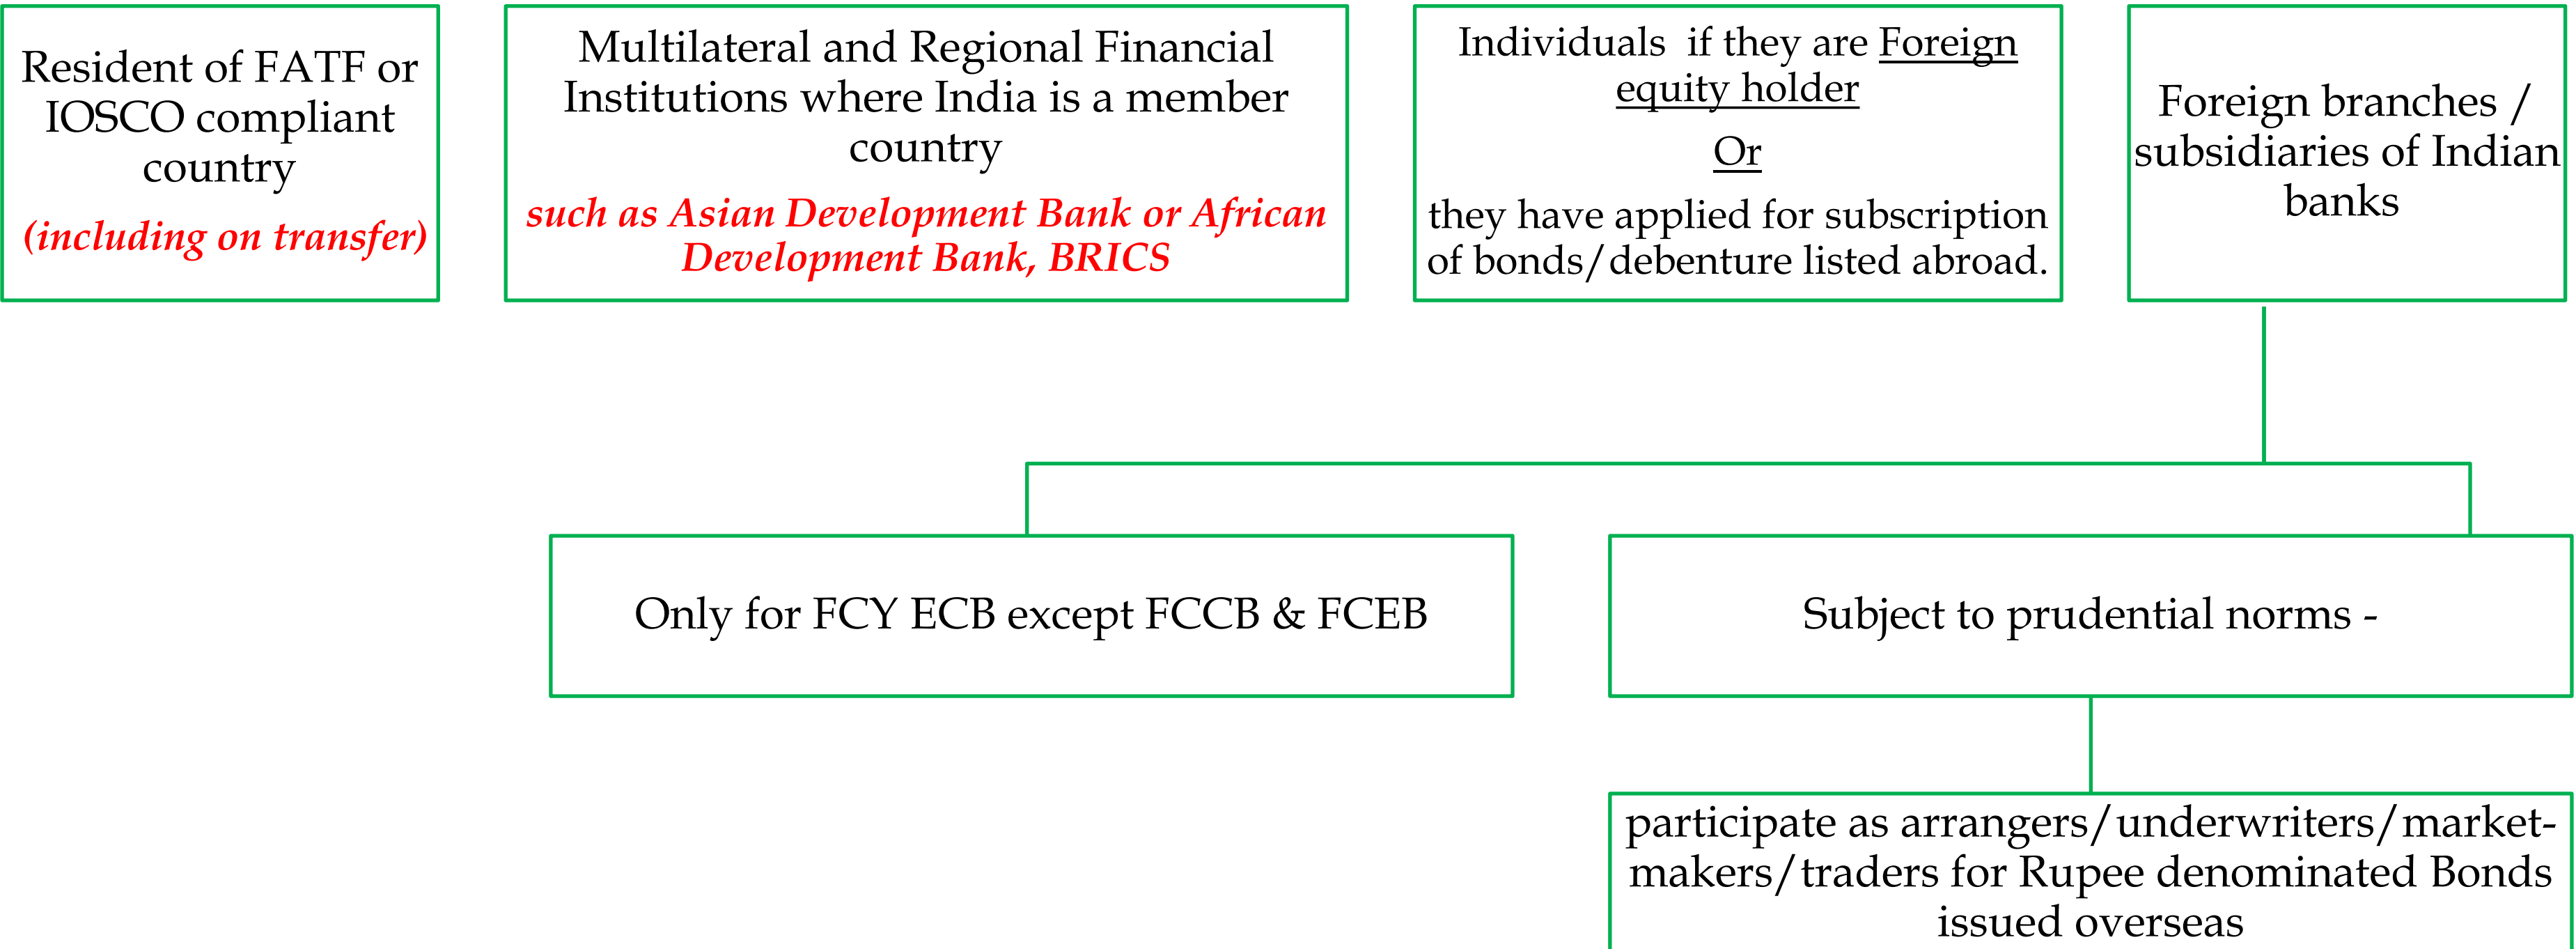 Resident of FATF or
IOSCO compliant
country
(including on transfer)
Multilateral and Regional Financial
Institutions where India is a member
country
such as Asian Development Bank or African
Development Bank, BRICS
Individuals if they are Foreign
equity holder
Or
they have applied for subscription
of bonds/debenture listed abroad.
Foreign branches /
subsidiaries of Indian
banks
Only for FCY ECB except FCCB & FCEB
Subject to prudential norms -
participate as arrangers/underwriters/market-
makers/traders for Rupee denominated Bonds
issued overseas